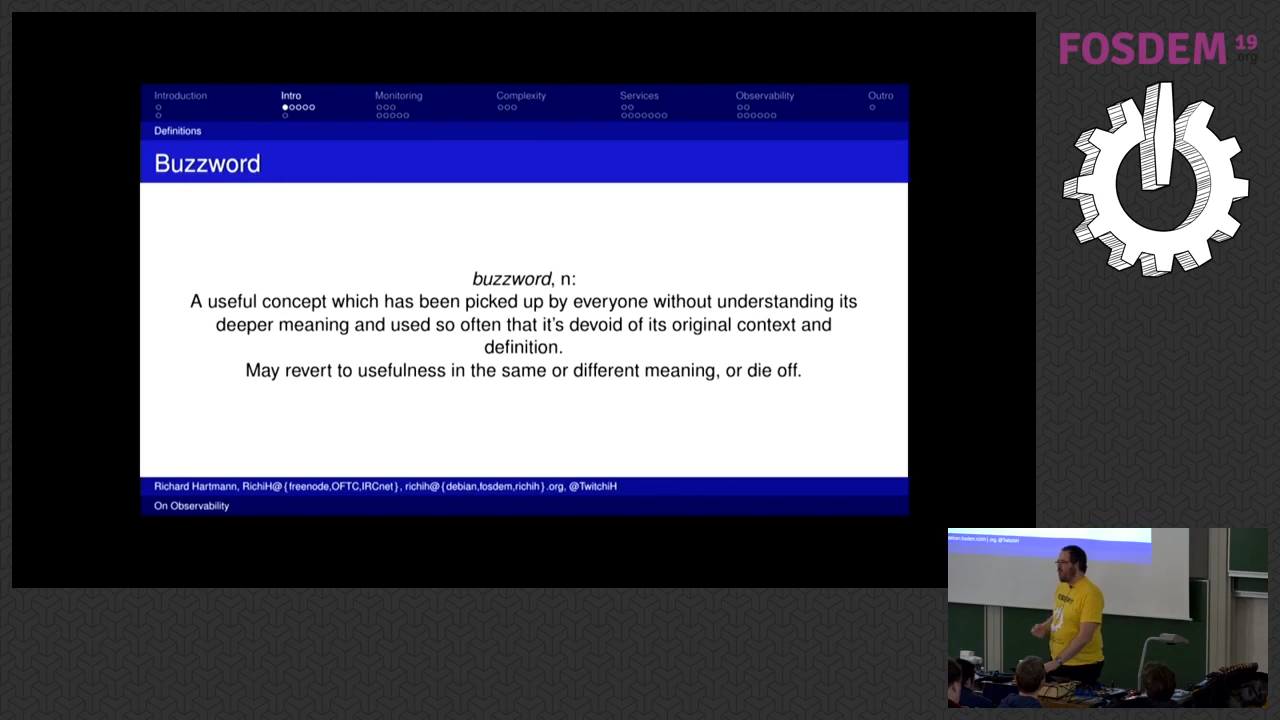 FOSDEM 19
.org
Introduction Intro Monitoring Complexity Services Observability Outro
Definitions
Buzzword
buzzword, n:
A useful concept which has been picked up by everyone without understanding its
deeper meaning and used so often that it's devoid of its original context and
definition.
May revert to usefulness in the same or different meaning, or die off.
Richard Hartmann, RichiH@{freenode,OFTC,IRCnet}, richih@{debian,fosdem,richih}.org, @TwitchiH
On Observability